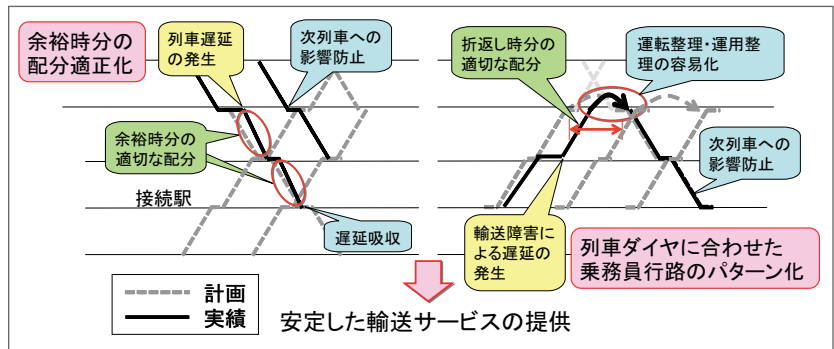 余裕時分の
配分適正化
列車遅延
の発生
次列車への
影響防止
余裕時分の
適切な配分
接続駅
遅延吸収
折返し時分の
適切な配分
運転整理・運用整
理の容易化
次列車への
影響防止
輸送障害に
よる遅延の
発生
列車ダイヤに合わせた
乗務員行路のパターン化
計画
実績
安定した輸送サービスの提供